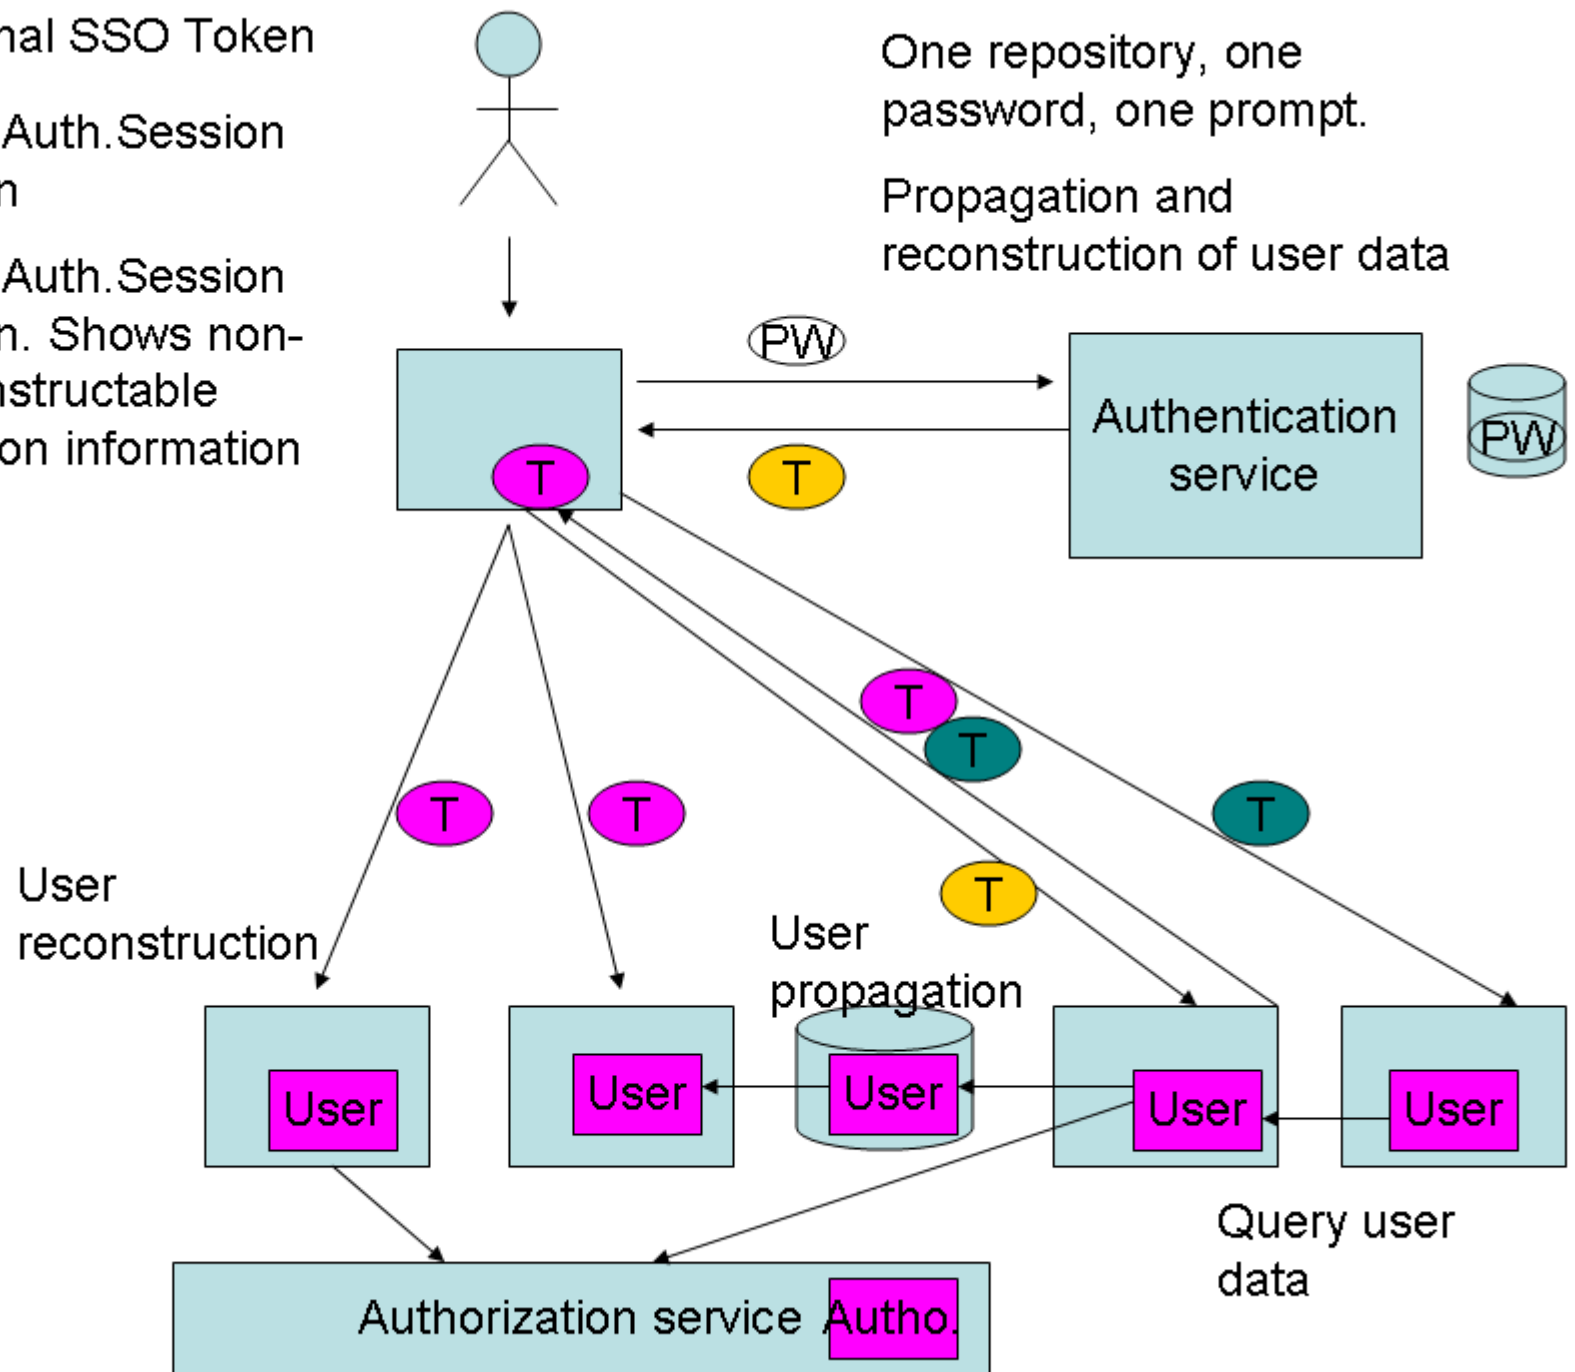 nal SSO Token
Auth.Session
n
Auth.Session
n. Shows non-
nstructable
on information
One repository, one
password, one prompt.
Propagation and
reconstruction of user data
PW
Authentication
service
PW
T
T
T
T
T
T
T
T
User
reconstruction
User
propagation
User
User
User
User
User
Query user
data
Authorization service
Autho.